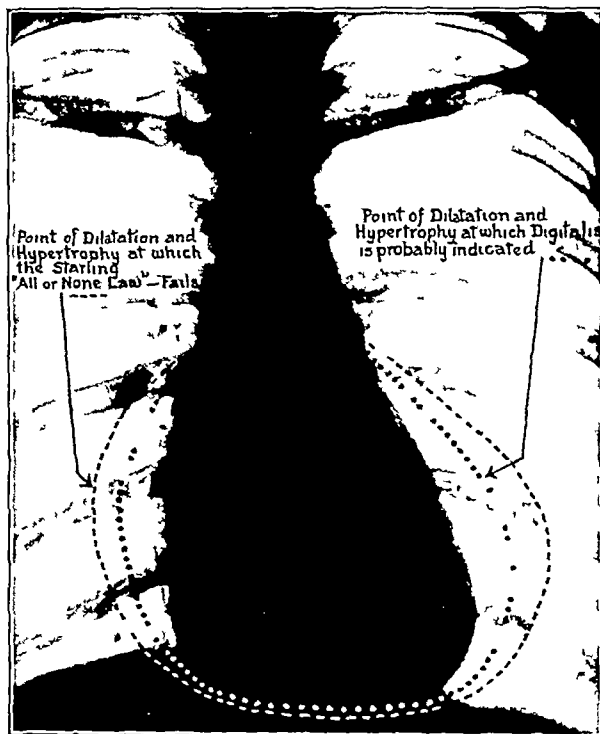 Point of Dilatation and
Hypertrophy at which
the Starling
"All or None Law"–Fails
Point of Dilatation and
Hypertrophy at which Digitalis
is probably indicated